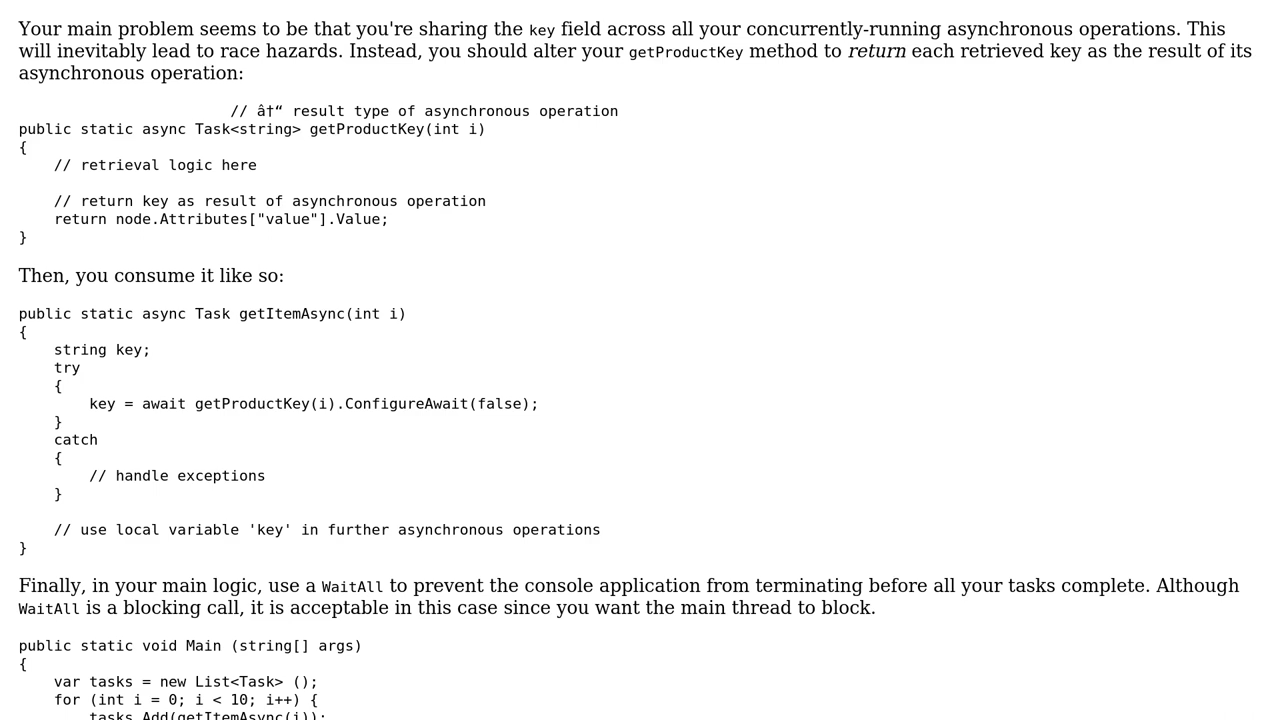 Your main problem seems to be that you're sharing the key field across all your concurrently-running asynchronous operations. This
will inevitably lead to race hazards. Instead, you should alter your getProductKey method to return each retrieved key as the result of its
asynchronous operation:
// â†“ result type of asynchronous operation
public static async Task<string> getProductKey(int i)
{
// retrieval logic here
// return key as result of asynchronous operation
return node.Attributes["value"].Value;
}
Then, you consume it like so:
public static async Task getItemAsync(int i)
{
string key;
try
{
key = await getProductKey(i).ConfigureAwait(false);
}
catch
{
// handle exceptions
}
// use local variable 'key' in further asynchronous operations
}
Finally, in your main logic, use a WaitAll to prevent the console application from terminating before all your tasks complete. Although
WaitAll is a blocking call, it is acceptable in this case since you want the main thread to block.
public static void Main (string[] args)
{
var tasks = new List<Task> ();
for (int i = 0; i < 10; i++) {
tasks.Add(getItemAsync(i));